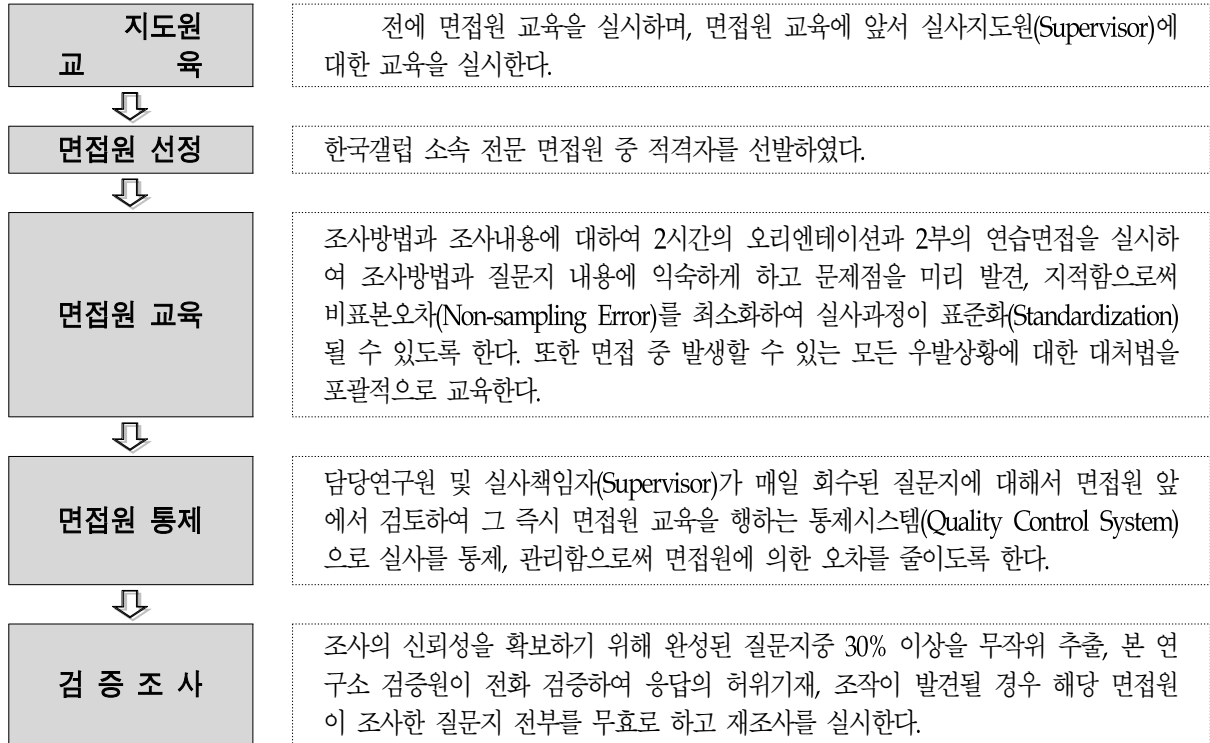 지도원
교 육
전에 면접원 교육을 실시하며, 면접원 교육에 앞서 실사지도원(Supervisor)에
대한 교육을 실시한다.
면접원 선정
한국갤럽 소속 전문 면접원 중 적격자를 선발하였다.
면접원 교육
조사방법과 조사내용에 대하여 2시간의 오리엔테이션과 2부의 연습면접을 실시하
여 조사방법과 질문지 내용에 익숙하게 하고 문제점을 미리 발견, 지적함으로써
비표본오차(Non-sampling Error)를 최소화하여 실사과정이 표준화(Standardization)
될 수 있도록 한다. 또한 면접 중 발생할 수 있는 모든 우발상황에 대한 대처법을
포괄적으로 교육한다.
면접원 통제
담당연구원 및 실사책임자(Supervisor)가 매일 회수된 질문지에 대해서 면접원 앞
에서 검토하여 그 즉시 면접원 교육을 행하는 통제시스템(Quality Control System)
으로 실사를 통제, 관리함으로써 면접원에 의한 오차를 줄이도록 한다.
검 증 조 사
조사의 신뢰성을 확보하기 위해 완성된 질문지중 30% 이상을 무작위 추출, 본 연
구소 검증원이 전화 검증하여 응답의 허위기재, 조작이 발견될 경우 해당 면접원
이 조사한 질문지 전부를 무효로 하고 재조사를 실시한다.